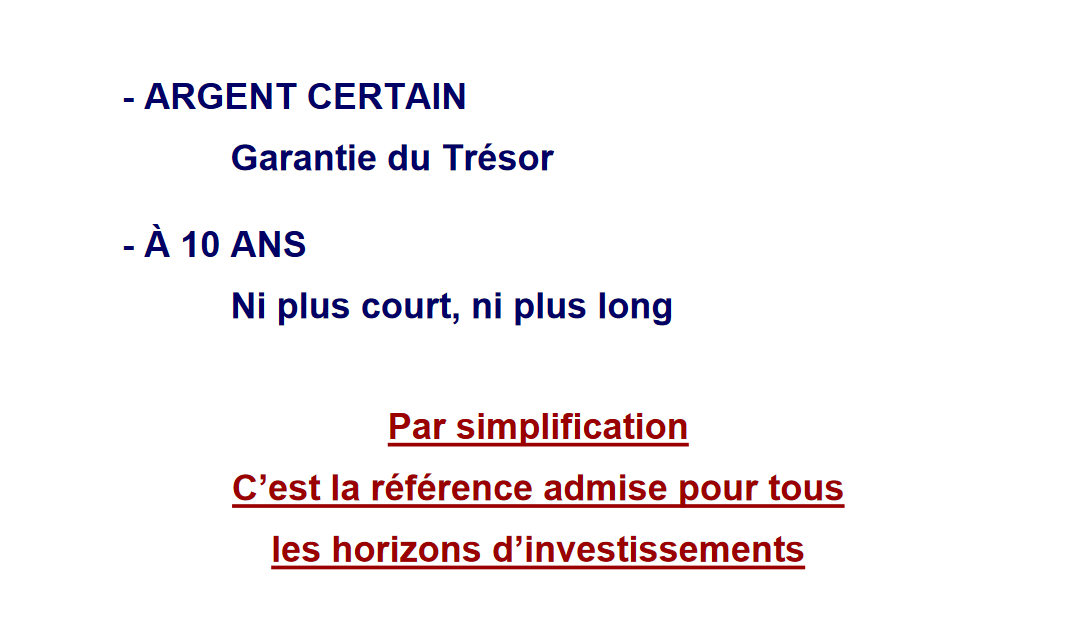 - ARGENT CERTAIN
Garantie du Trésor
- À 10 ANS
Ni plus court, ni plus long
Par simplification
C’est la référence admise pour tous
les horizons d’investissements